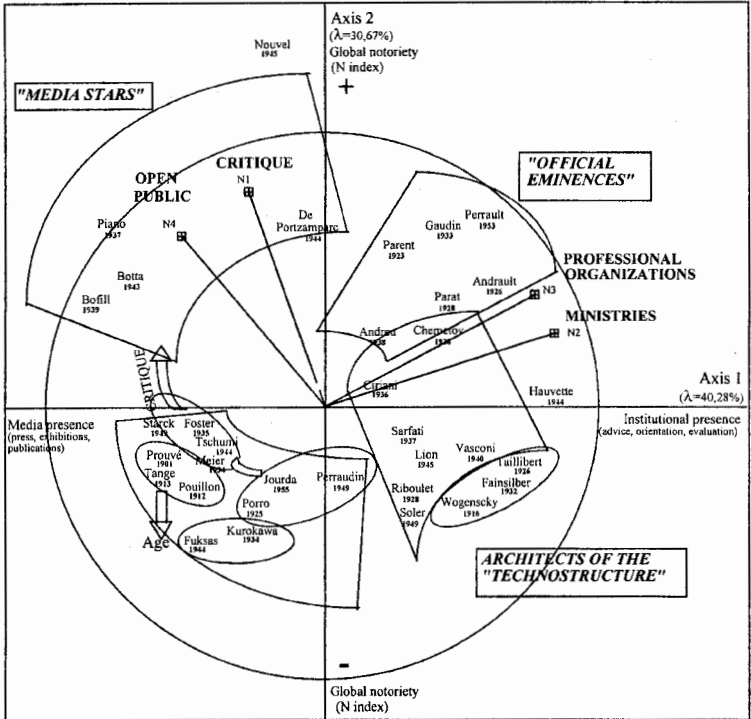 Axis 2
(λ=30,67%)
Global notoriety
(N index)
+
Nouvel
1945
"MEDIA STARS"
"OFFICIAL
EMINENCES"
CRITIQUE
N1
OPEN
PUBLIC
N4
De
Portzamparc
1944
Piano
1937
Botta
1943
Bofill
1939
Perrault
1953
Gaudin
1933
Parent
1923
Andrault
1926
Parat
1928
PROFESSIONAL
ORGANIZATIONS
N3
MINISTRIES
N2
Andreu
1938
Chemetov
1928
Ciriani
1936
Hauvette
1944
Axis 1
(λ=40,28%)
CRITIQUE
Media presence
(press, exhibitions,
publications)
Institutional presence
(advice, orientation, evaluation)
Starck
1949
Foster
1935
Tschumi
1944
Meier
1934
Prouvé
1901
Tange
1913
Pouillon
1912
Jourda
1955
Perraudin
1949
Porro
1925
Kurokawa
1934
Fuksas
1944
Age
Sarfati
1937
Lion
1945
Vasconi
1940
Tuillibert
1926
Fainsilber
1932
Riboulet
1928
Wogenscky
1916
Soler
1949
ARCHITECTS OF THE
"TECHNOSTRUCTURE"
-
Global notoriety
(N index)